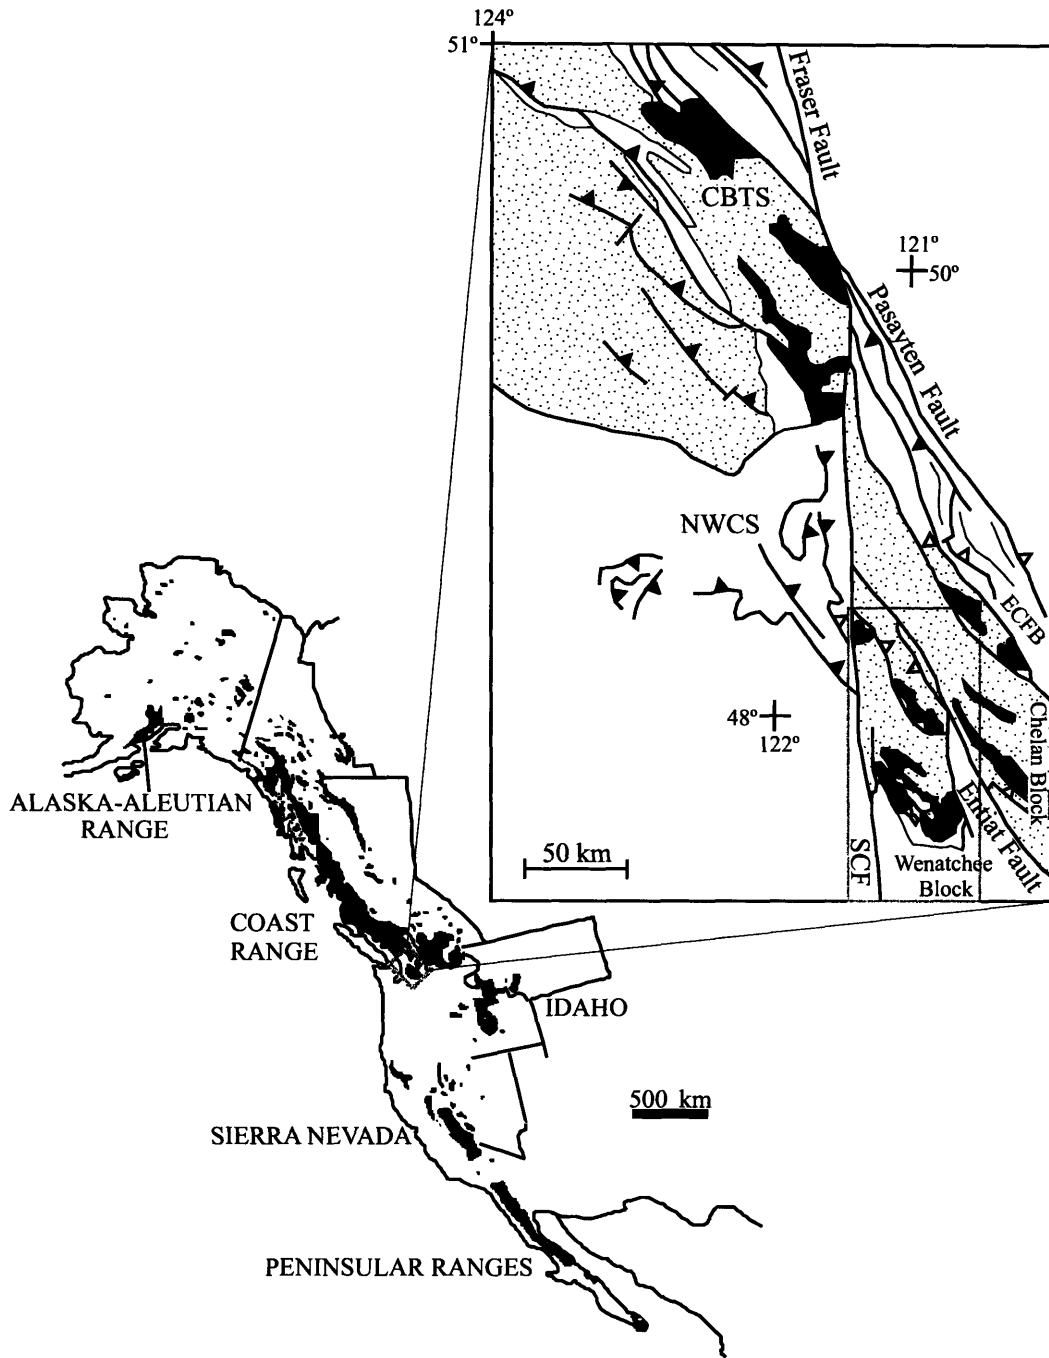 124°
51°
Fraser Fault
CBTS
121°
50°
Pasayten Fault
NWCS
ECFB
48°
122°
Chelan Block
Entiat Fault
50 km
SCF
Wenatchee
Block
ALASKA-ALEUTIAN
RANGE
COAST
RANGE
IDAHO
500 km
SIERRA NEVADA
PENINSULAR RANGES